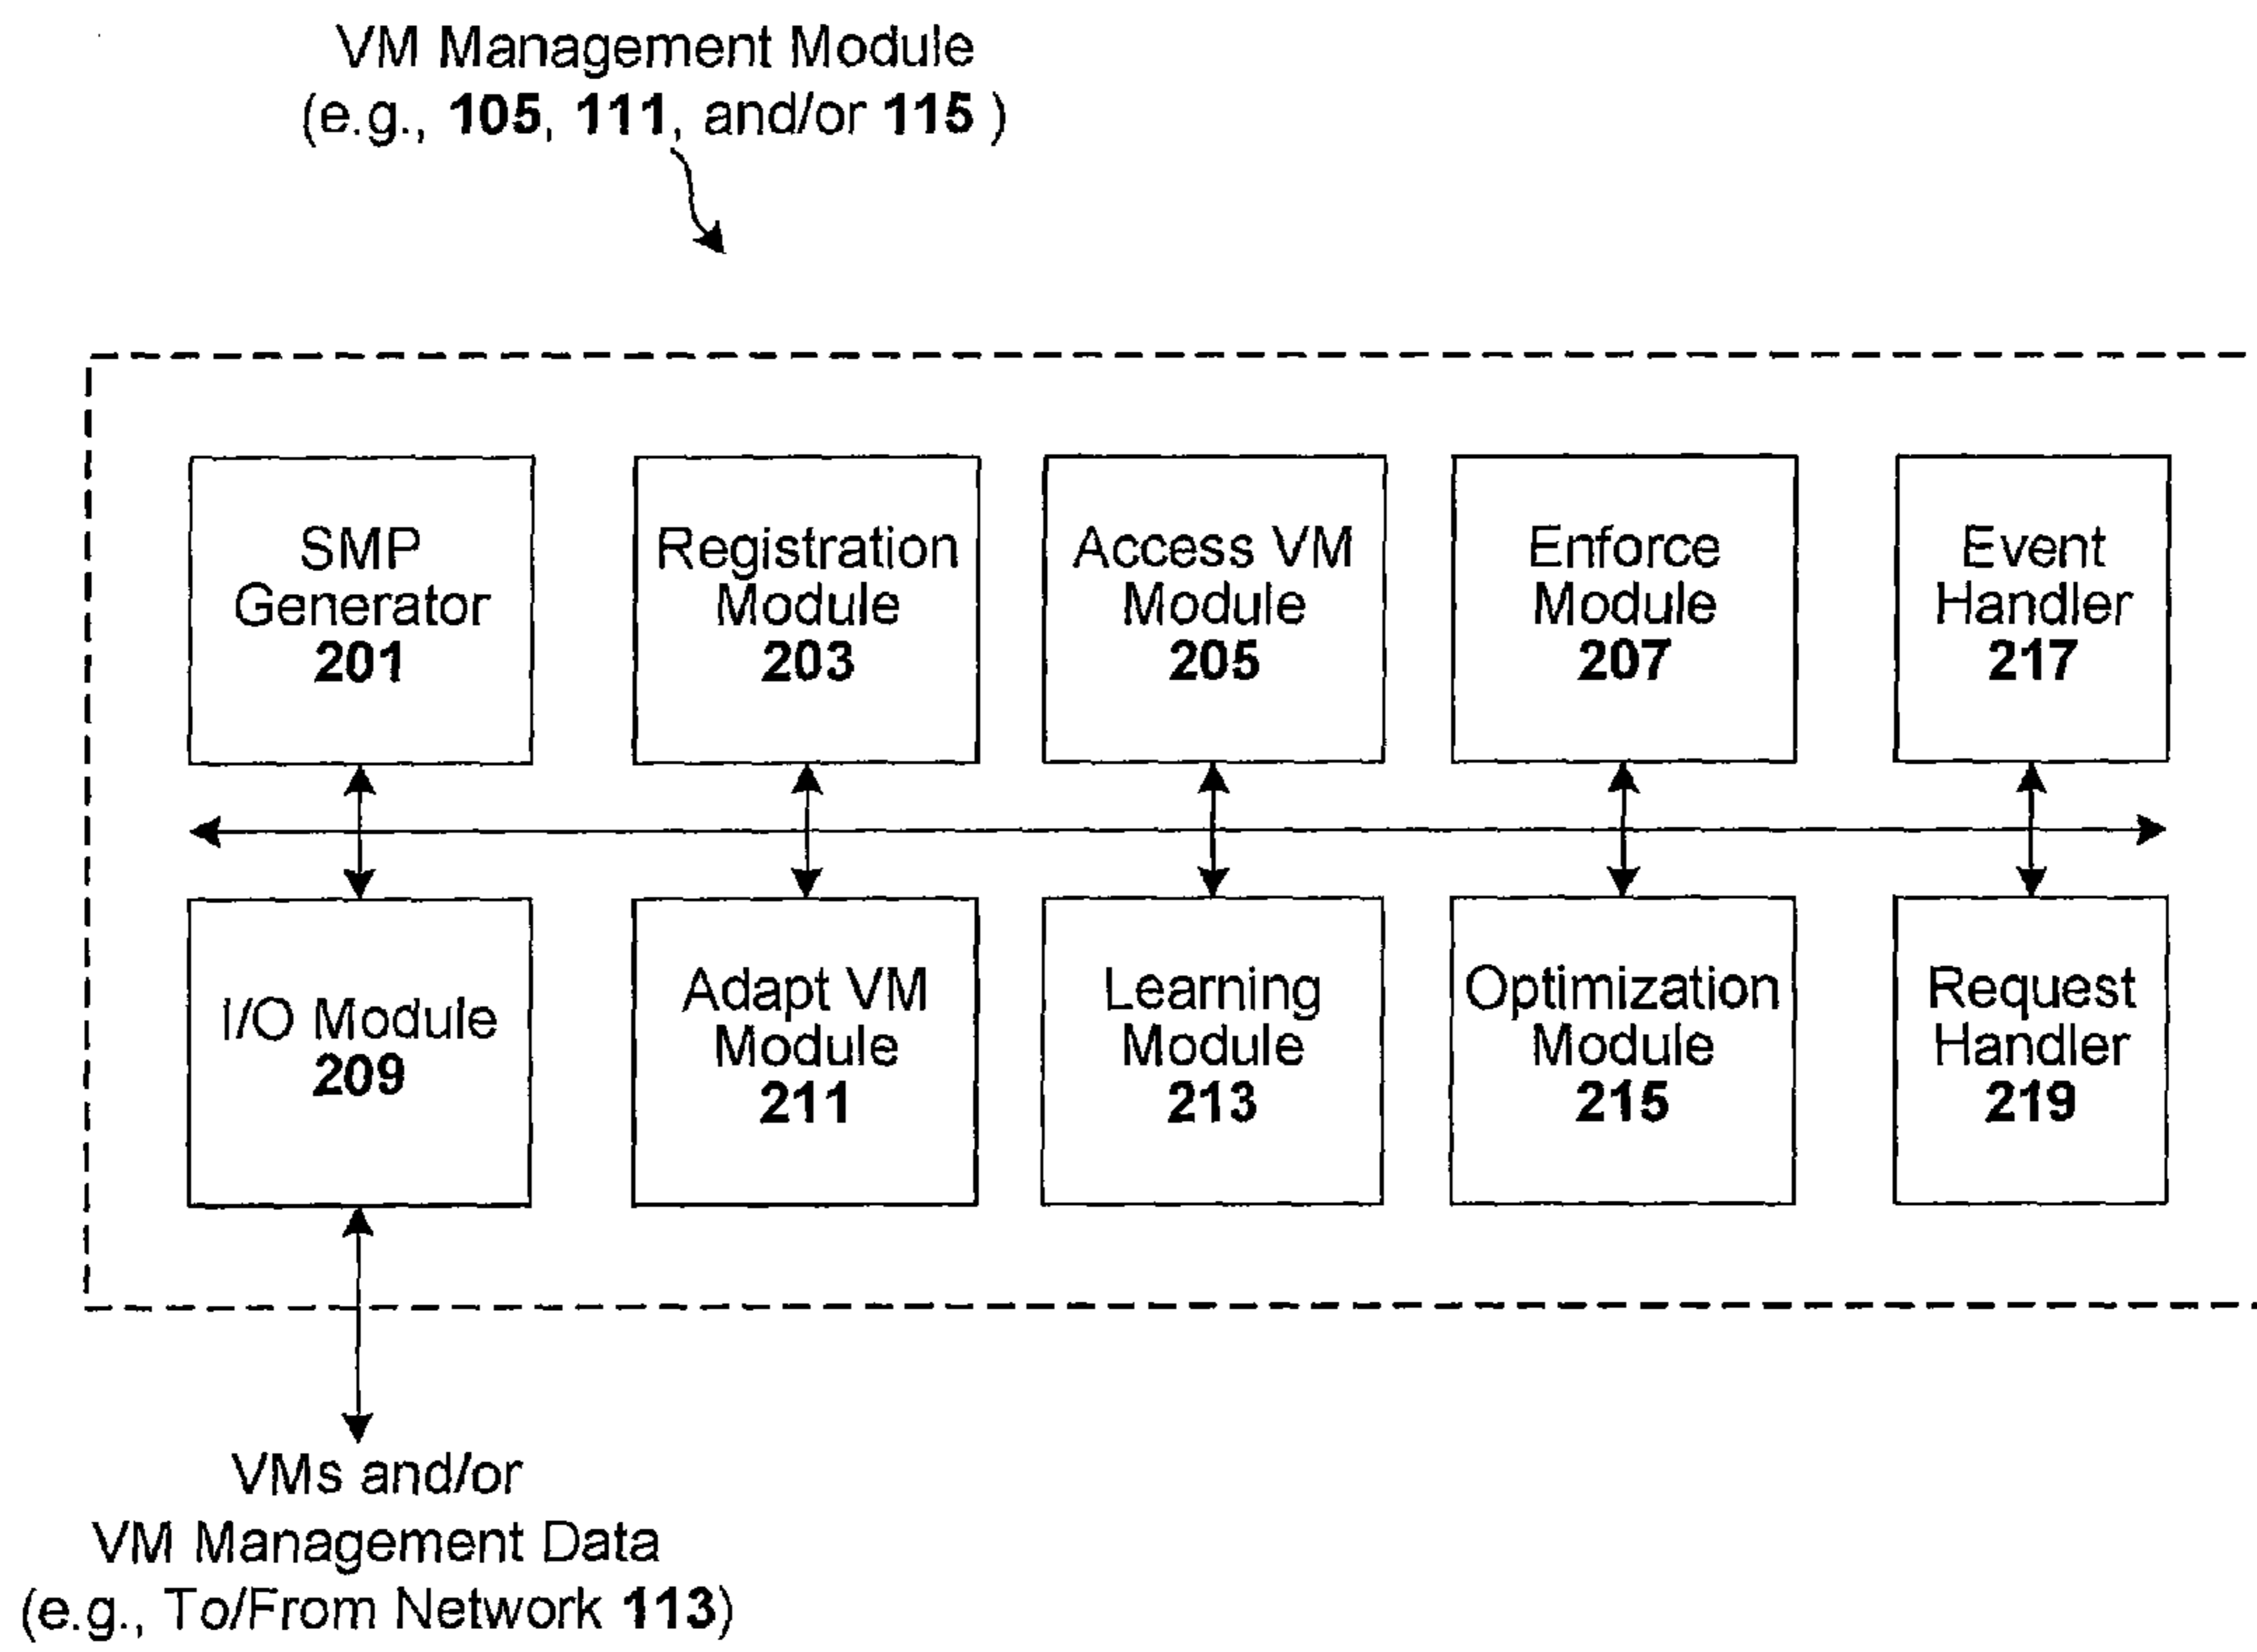 VM Management Module
(e.g., 105, 111, and/or 115 )
SMP
Generator
201
Registration
Module
203
Access VM
Module
205
Enforce
Module
207
Event
Handler
217
I/O Module
209
Adapt VM
Module
211
Learning
Module
213
Optimization
Module
215
Request
Handler
219
VMs and/or
VM Management Data
(e.g., To/From Network 113)